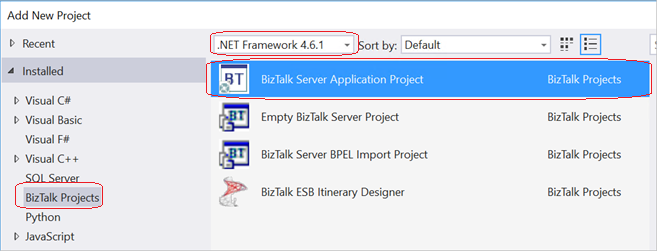 Add New Project
Recent
.NET Framework 4.6.1
Sort by:
Default
Installed
Visual C#
Visual Basic
Visual F#
Visual C++
SQL Server
BizTalk Projects
Python
JavaScript
BT
BizTalk Server Application Project
BizTalk Projects
BT
Empty BizTalk Server Project
BizTalk Projects
BT
BizTalk Server BPEL Import Project
BizTalk Projects
BizTalk ESB Itinerary Designer
BizTalk Projects